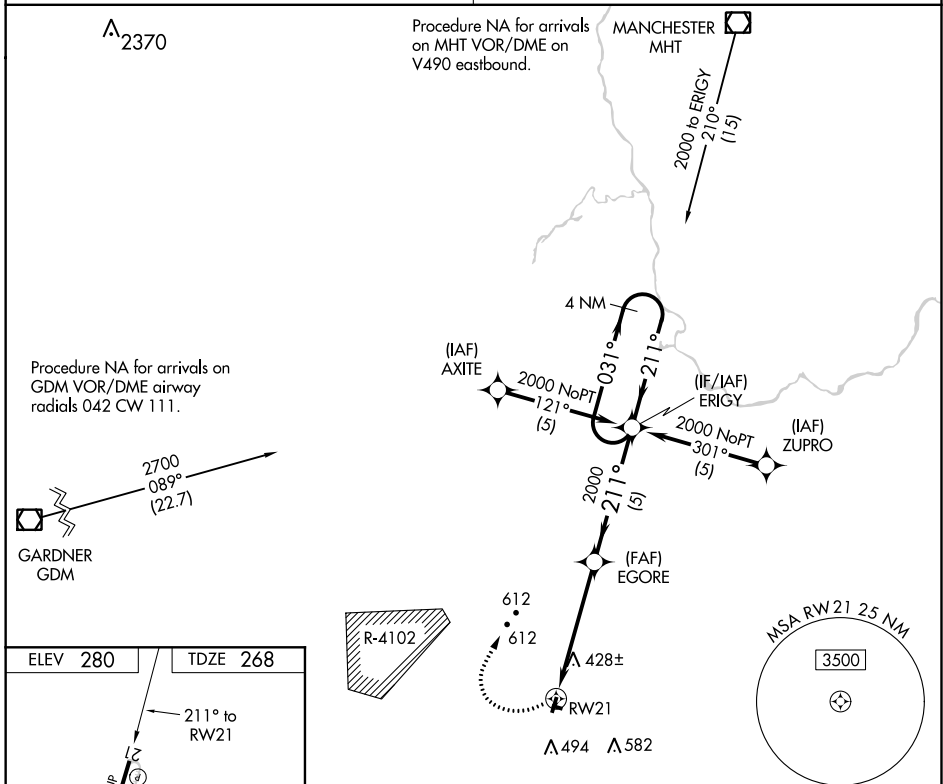 2370
Procedure NA for arrivals
on MHT VOR/DME on
V490 eastbound.
MANCHESTER
MHT
2000 to ERIGY
210°
(15)
4 NM
031°
211°
(IAF)
AXITE
2000 NoPT
121°
(5)
(IF/IAF)
ERIGY
2000 NoPT
301°
(5)
(IAF)
ZUPRO
Procedure NA for arrivals on
GDM VOR/DME airway
radials 042 CW 111.
2700
089°
(22.7)
GARDNER
GDM
2000
211°
(5)
(FAF)
EGORE
R-4102
612
612
428±
RW21
494
582
MSA RW 21 25 NM
3500
ELEV 280
TDZE 268
211° to
RW21
21
P